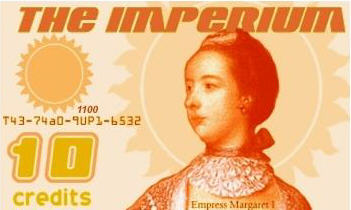 THE IMPERIUM
1100
T43-74a0-9UP1-6532
10
credits
Empress Margaret I